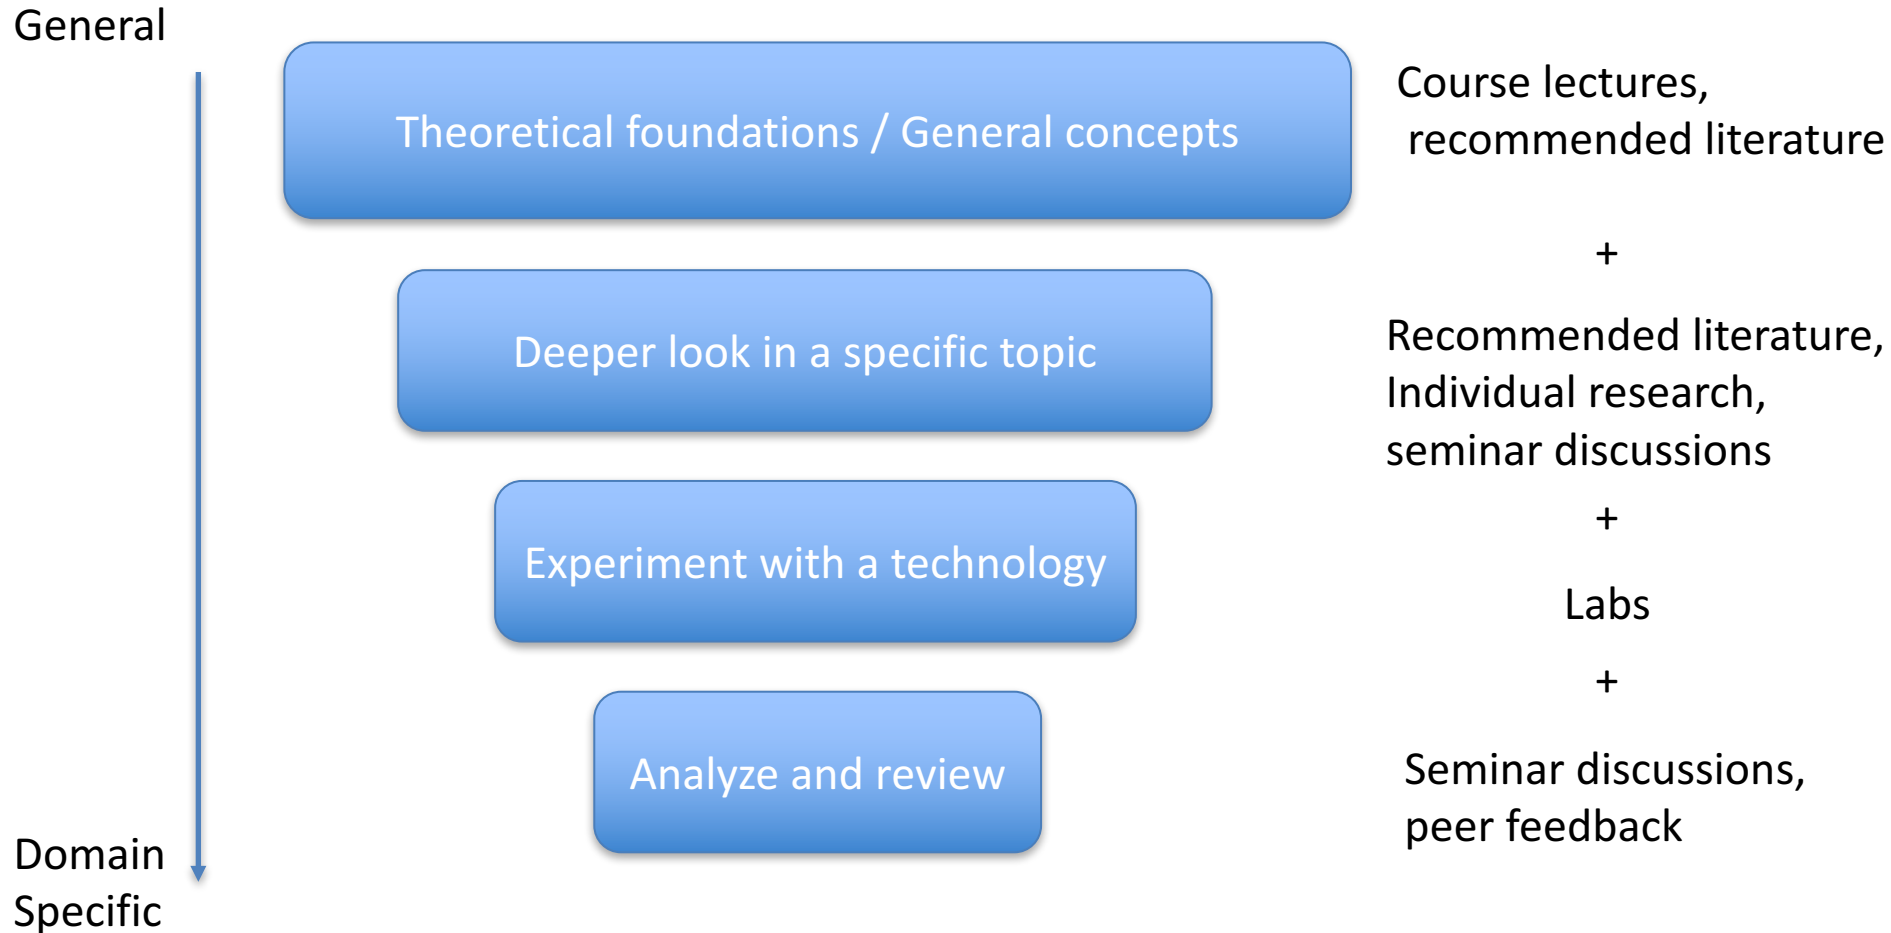 General
Theoretical foundations / General concepts
Course lectures,
recommended literature
+
Deeper look in a specific topic
Recommended literature,
Individual research,
seminar discussions
+
Experiment with a technology
Labs
+
Analyze and review
Seminar discussions,
peer feedback
Domain
Specific